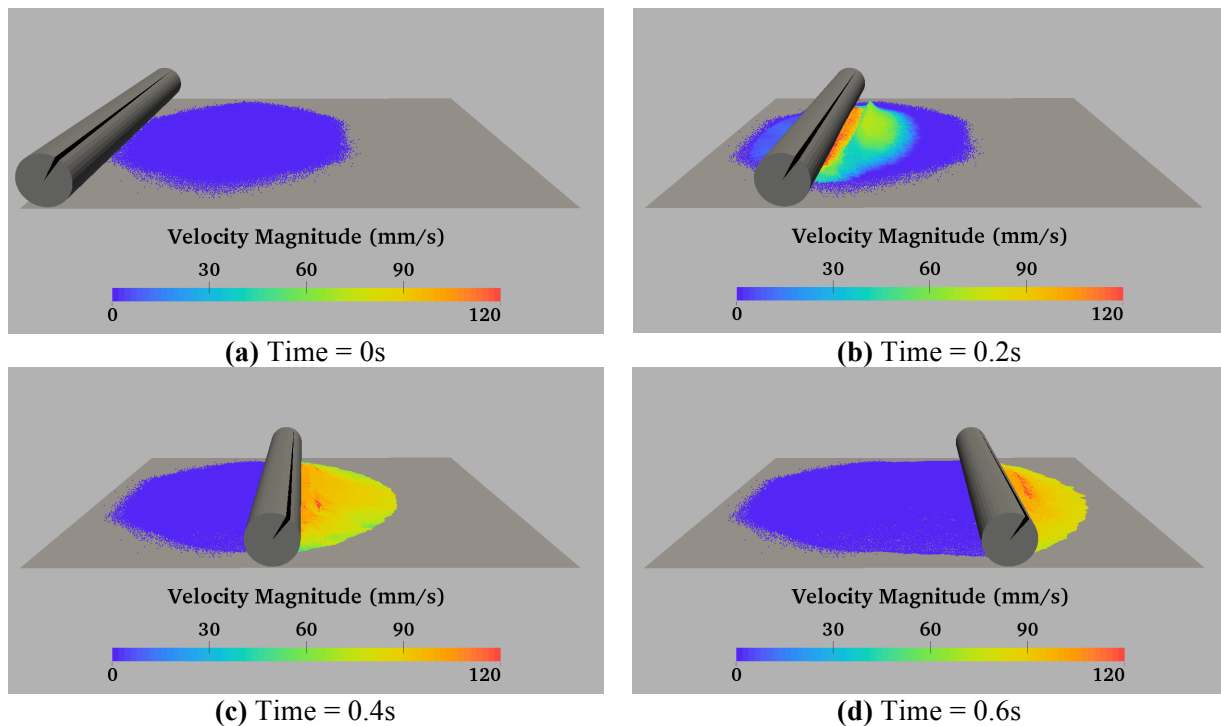 Velocity Magnitude (mm/s)
30 60 90
0 120
Velocity Magnitude (mm/s)
30 60 90
0 120
(a) Time = 0s
(b) Time = 0.2s
Velocity Magnitude (mm/s)
30 60 90
0 120
Velocity Magnitude (mm/s)
30 60 90
0 120
(c) Time = 0.4s
(d) Time = 0.6s